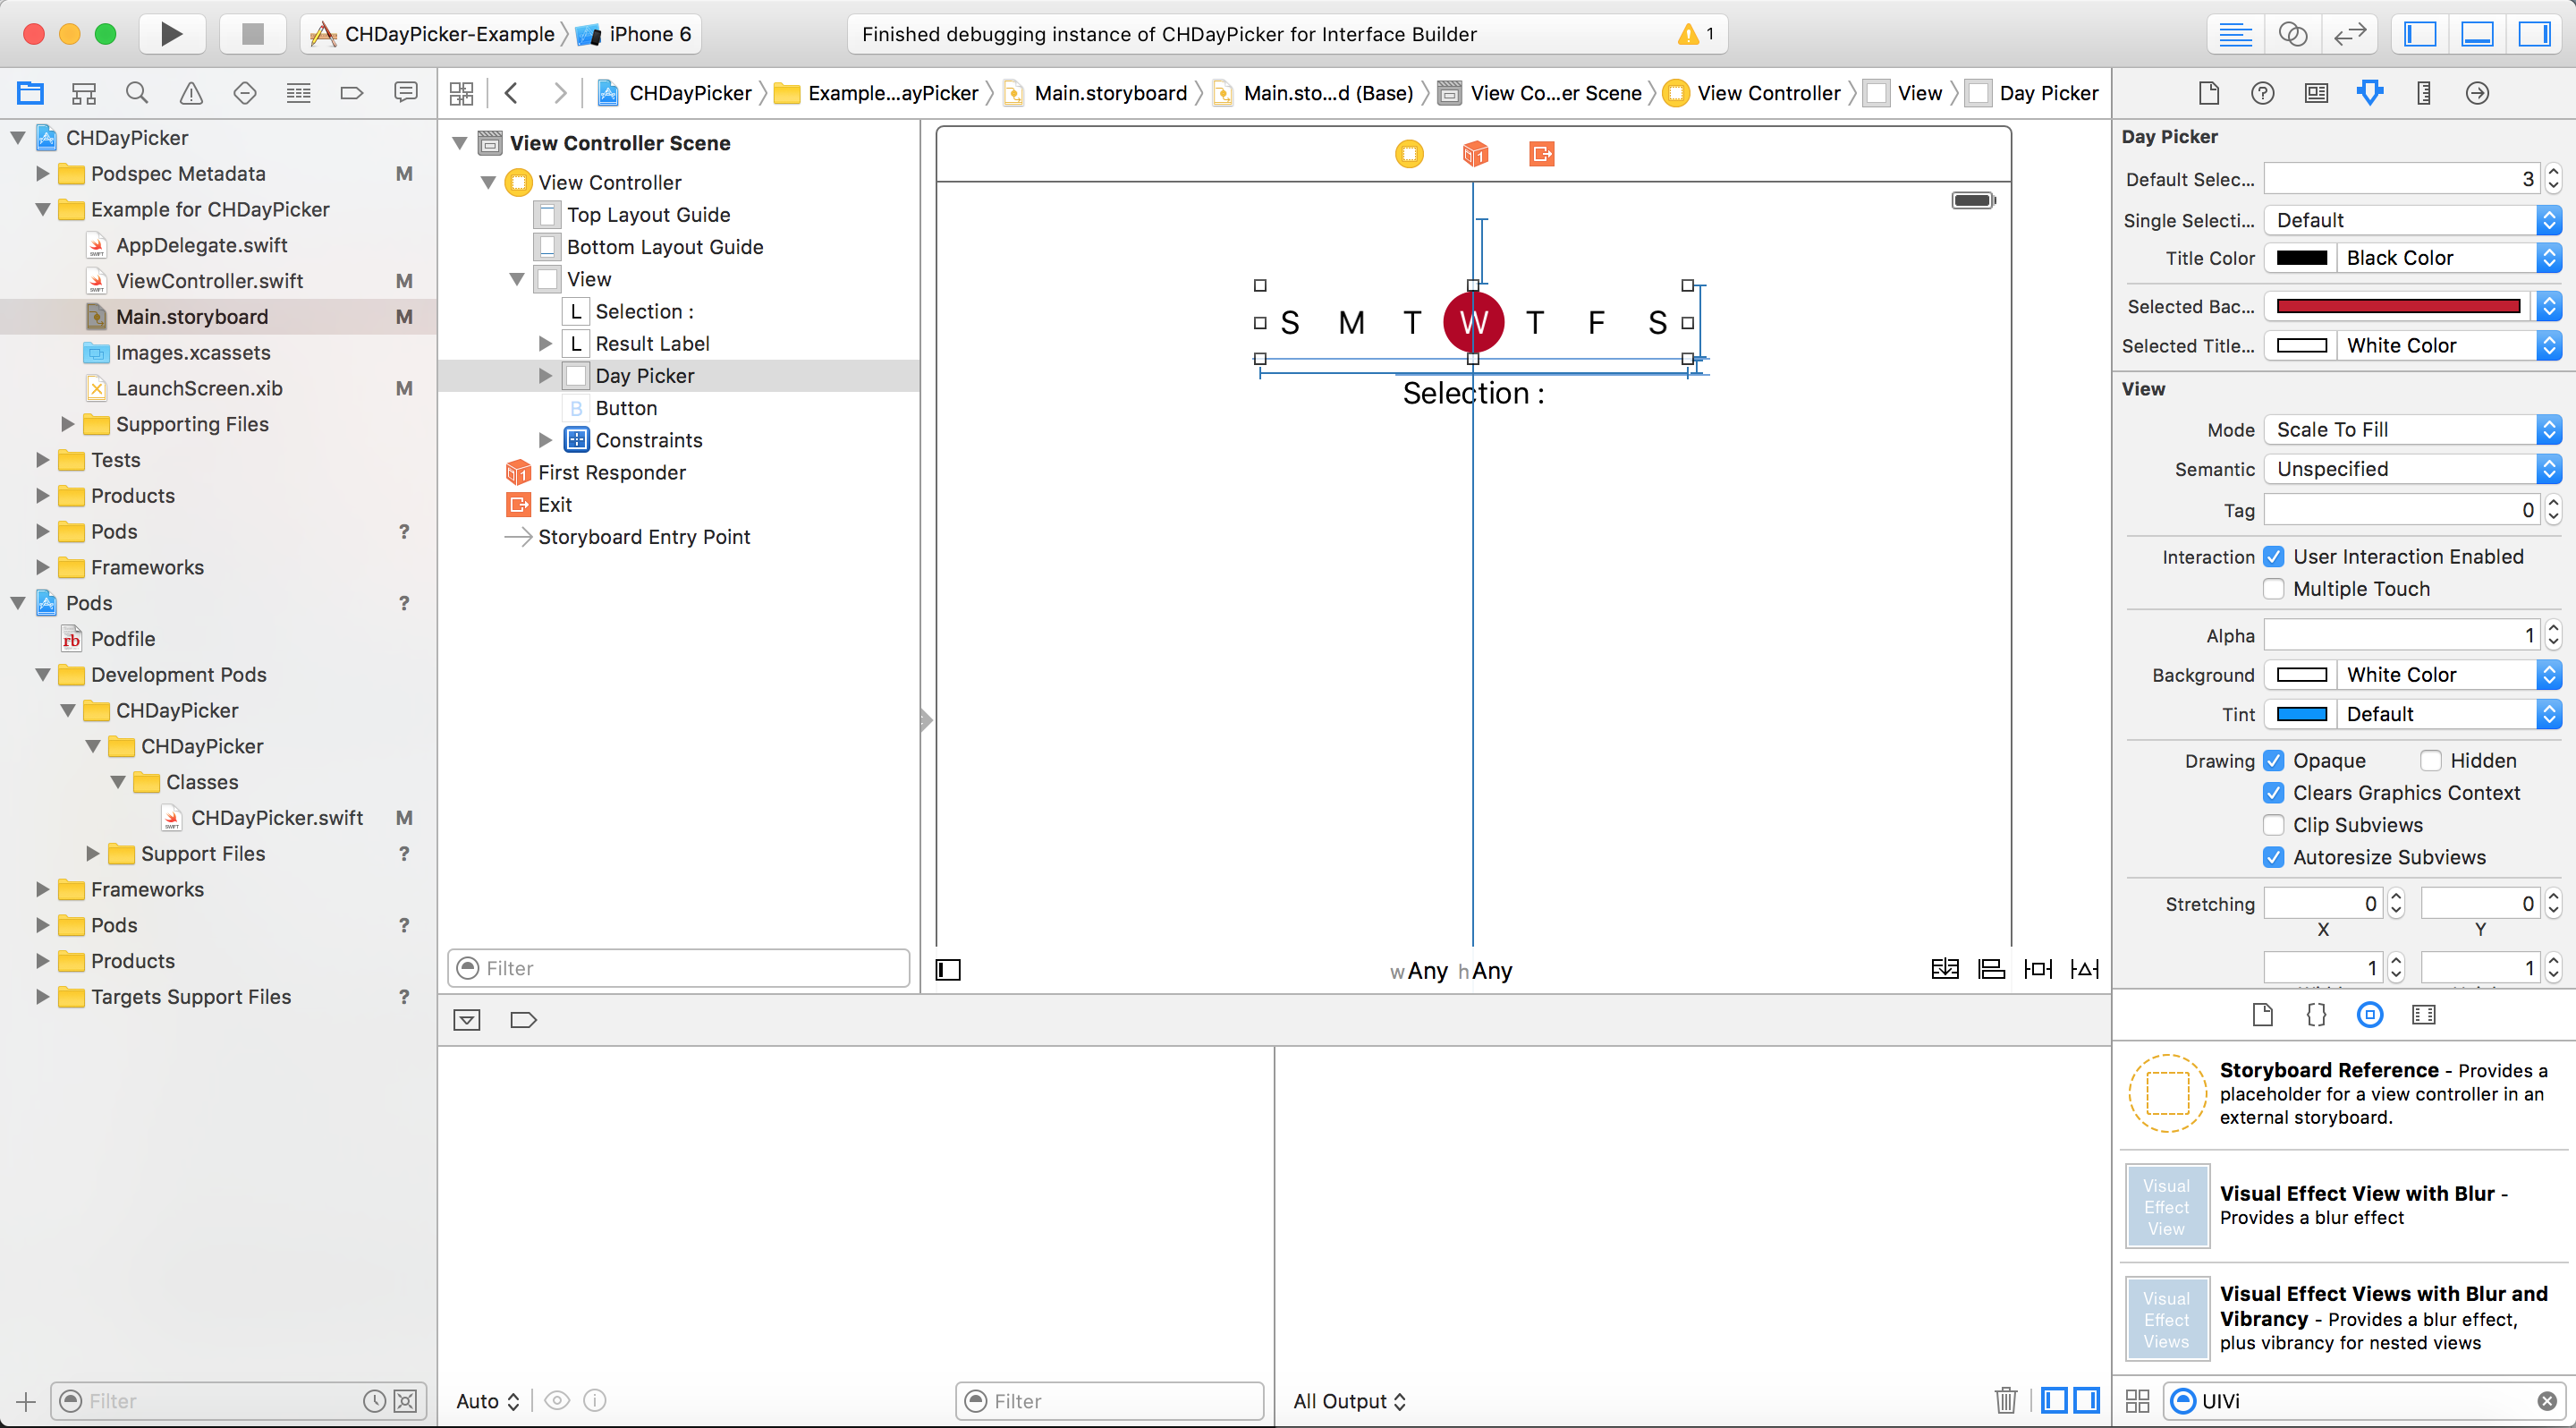 CHDayPicker-Example iPhone 6
Finished debugging instance of CHDayPicker for Interface Builder 1
CHDayPicker Example...ayPicker Main.storyboard Main.sto...d (Base) View Co...er Scene View Controller View Day Picker
CHDayPicker
Podspec Metadata M
Example for CHDayPicker
AppDelegate.swift
ViewController.swift M
Main.storyboard M
Images.xcassets
LaunchScreen.xib M
Supporting Files
Tests
Products
Pods ?
Frameworks
Pods ?
Podfile
Development Pods
CHDayPicker
CHDayPicker
Classes
CHDayPicker.swift M
Support Files ?
Frameworks
Pods ?
Products
Targets Support Files ?
Filter
View Controller Scene
View Controller
Top Layout Guide
Bottom Layout Guide
View
L Selection :
L Result Label
Day Picker
B Button
Constraints
First Responder
Exit
Storyboard Entry Point
Filter
S M T W T F S
Selection :
wAny hAny
Auto
Filter
All Output
Day Picker
Default Selec... 3
Single Selecti... Default
Title Color Black Color
Selected Bac...
Selected Title... White Color
View
Mode Scale To Fill
Semantic Unspecified
Tag 0
Interaction User Interaction Enabled
Multiple Touch
Alpha 1
Background White Color
Tint Default
Drawing Opaque Hidden
Clears Graphics Context
Clip Subviews
Autoresize Subviews
Stretching 0 0
X Y
1 1
Storyboard Reference - Provides a
placeholder for a view controller in an
external storyboard.
Visual
Effect
View
Visual Effect View with Blur -
Provides a blur effect
Visual
Effect
Views
Visual Effect Views with Blur and
Vibrancy - Provides a blur effect,
plus vibrancy for nested views
UIVi